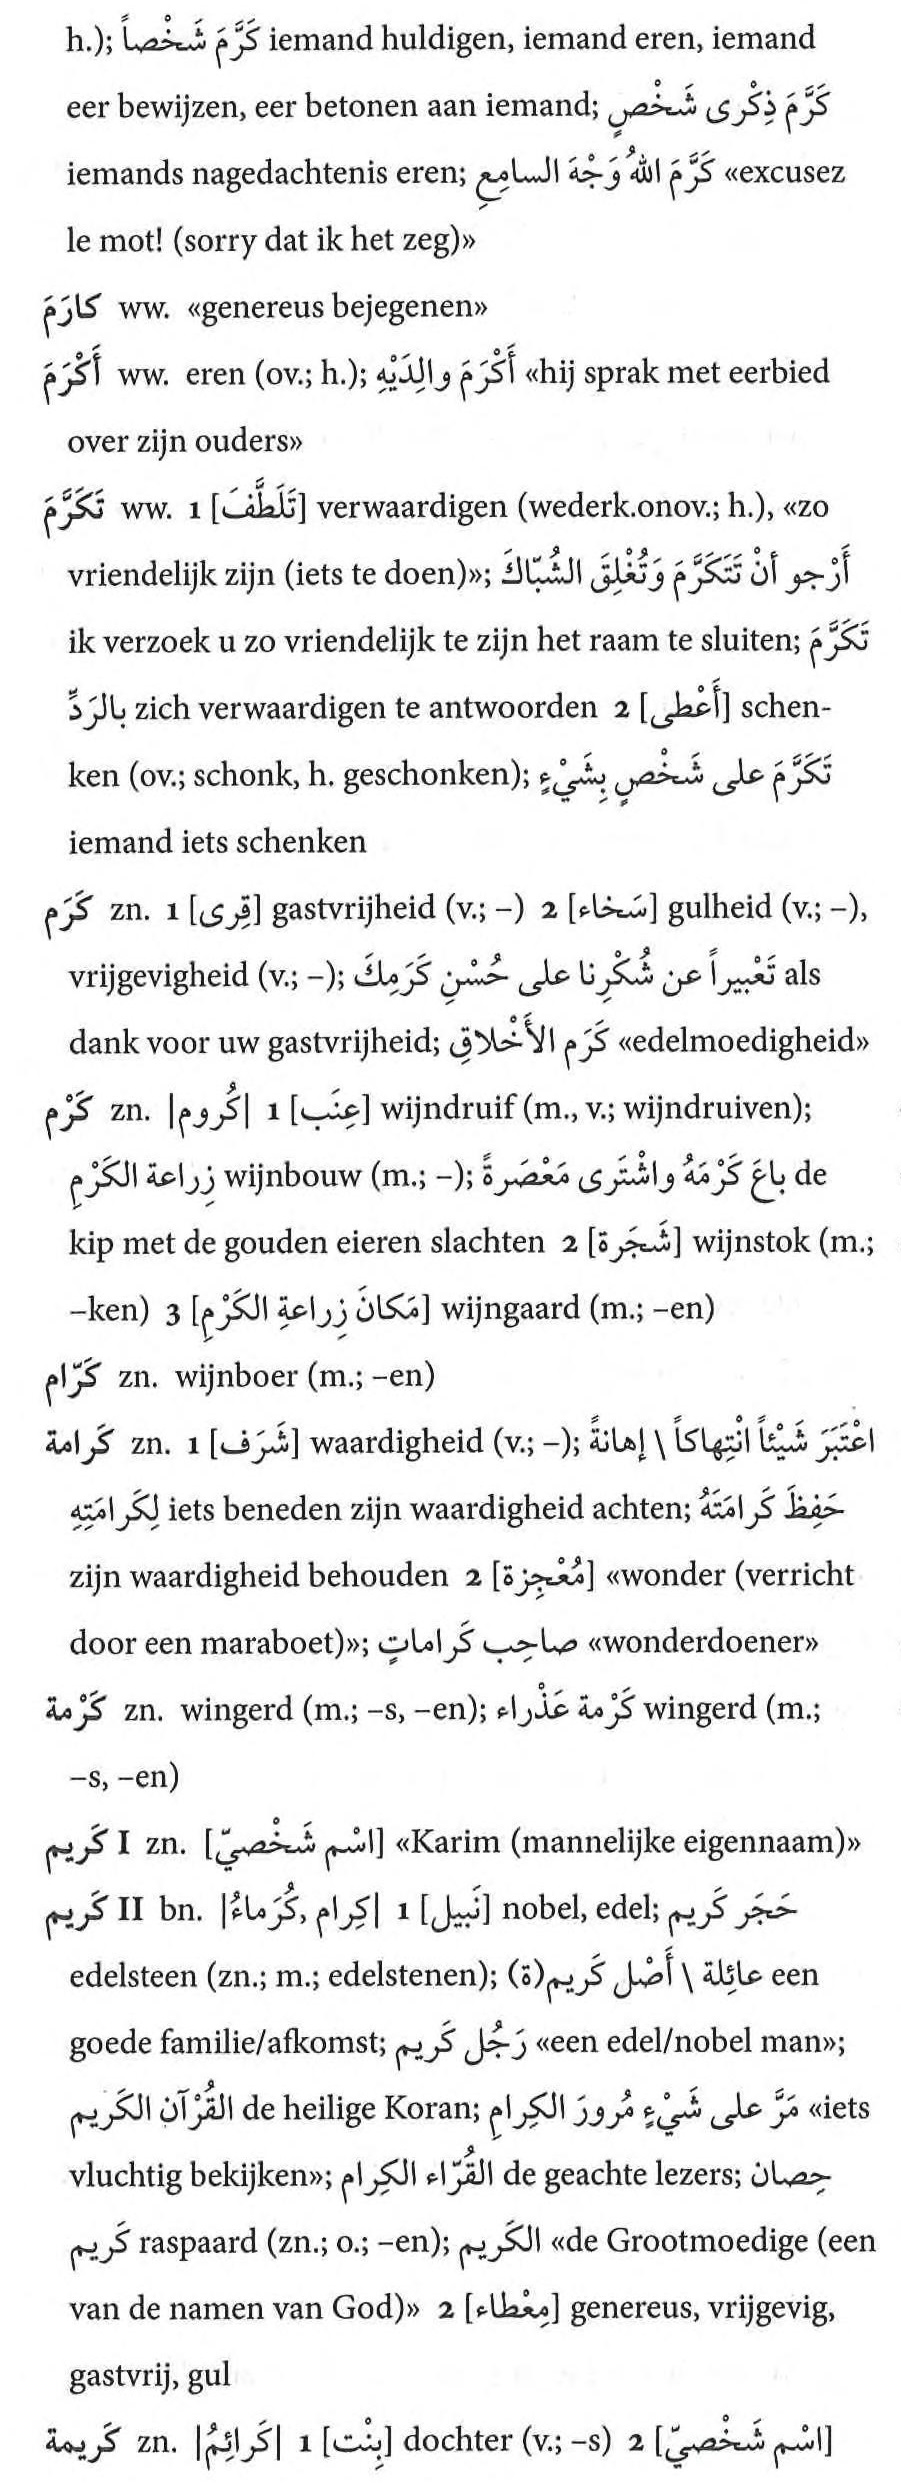 h.); كَرَّمَ شَخْصاً iemand huldigen, iemand eren, iemand
eer bewijzen, eer betonen aan iemand; كَرَّمَ ذِكْرى شَخْصٍ
iemands nagedachtenis eren; كَرَّمَ اللهُ وَجْهَ السامِعِ «excusez
le mot! (sorry dat ik het zeg)»
كارَمَ ww. «genereus bejegenen»
أَكْرَمَ ww. eren (ov.; h.); أَكْرَمَ والِدَيْهِ «hij sprak met eerbied
over zijn ouders»
تَكَرَّمَ ww. 1 [تَلَطَّفَ] verwaardigen (wederk.onov.; h.), «zo
vriendelijk zijn (iets te doen)»; أَرْجو أنْ تَتَكَرَّمَ وَتُغْلِقَ الشُبّاكَ
ik verzoek u zo vriendelijk te zijn het raam te sluiten; تَكَرَّمَ
بالرَدِّ zich verwaardigen te antwoorden 2 [أَعْطى] schen-
ken (ov.; schonk, h. geschonken); تَكَرَّمَ على شَخْصٍ بِشَيْءٍ
iemand iets schenken
كَرَم zn. 1 [قِرى] gastvrijheid (v.; –) 2 [سَخاء] gulheid (v.; –),
vrijgevigheid (v.; –); تَعْبيراً عن شُكْرِنا على حُسْنِ كَرَمِكَ als
dank voor uw gastvrijheid; كَرَم الأَخْلاقِ «edelmoedigheid»
كَرْم zn. |كُروم| 1 [عِنَب] wijndruif (m., v.; wijndruiven);
زِراعة الكَرْمِ wijnbouw (m.; –); باعَ كَرْمَهُ واشْتَرى مَعْصَرةً de
kip met de gouden eieren slachten 2 [شَجَرة] wijnstok (m.;
–ken) 3 [مَكانَ زِراعةِ الكَرْمِ] wijngaard (m.; –en)
كَرّام zn. wijnboer (m.; –en)
كَرامة zn. 1 [شَرَف] waardigheid (v.; –); اعْتَبَرَ شَيْئاً انْتِهاكاً \ إهانةً
لِكَرامَتِهِ iets beneden zijn waardigheid achten; حَفِظَ كَرامَتَهُ
zijn waardigheid behouden 2 [مُعْجِزة] «wonder (verricht
door een maraboet)»; صاحِب كَراماتٍ «wonderdoener»
كَرْمة zn. wingerd (m.; –s, –en); كَرْمة عَذْراء wingerd (m.;
–s, –en)
كَريم I zn. [اسْم شَخْصيّ] «Karim (mannelijke eigennaam)»
كَريم II bn. |كِرام, كُرَماءُ| 1 [نَبيل] nobel, edel; حَجَر كَريم
edelsteen (zn.; m.; edelstenen); عائِلة \ أَصْل كَريم(ة) een
goede familie/afkomst; رَجُل كَريم «een edel/nobel man»;
القُرْآن الكَريم de heilige Koran; مَرَّ على شَيْءٍ مُرورَ الكِرامِ «iets
vluchtig bekijken»; القُرّاء الكِرام de geachte lezers; حِصان
كَريم raspaard (zn.; o.; –en); الكَريم «de Grootmoedige (een
van de namen van God)» 2 [مِعْطاء] genereus, vrijgevig,
gastvrij, gul
كَريمة zn. |كَرائِمُ| 1 [بِنْت] dochter (v.; –s) 2 [اسْم شَخْصيّ]